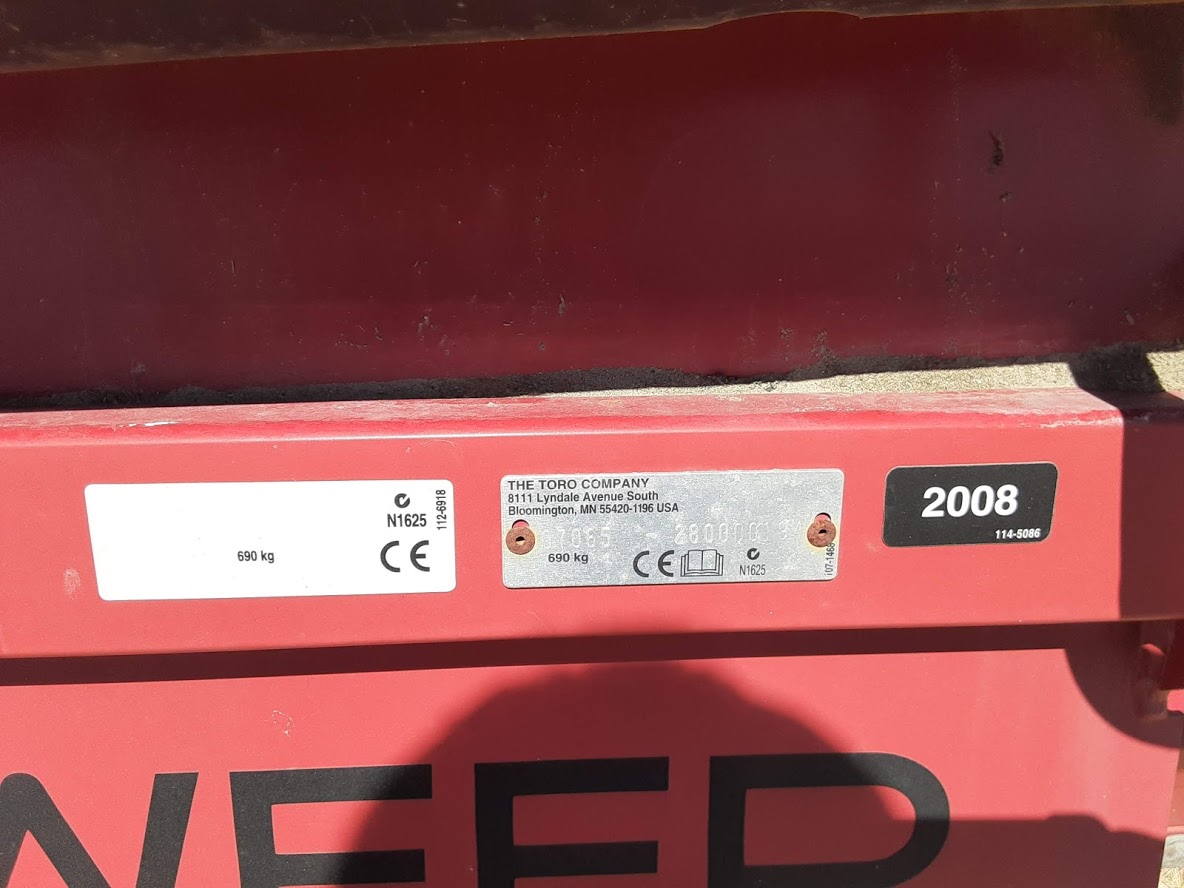 N1625
112-6918
690 kg
CE
THE TORO COMPANY
8111 Lyndale Avenue South
Bloomington, MN 55420-1196 USA
690 kg
CE
N1625
2008
114-5086
WEEP